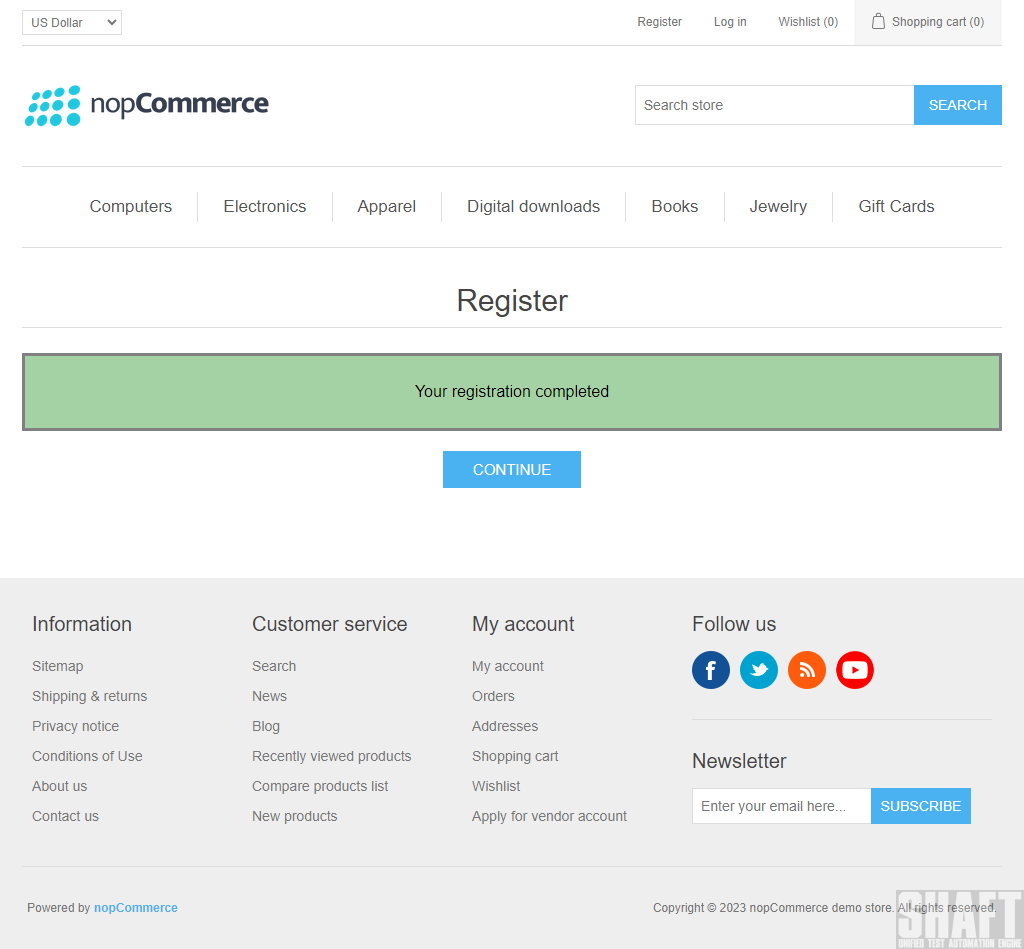 US Dollar
Register Log in Wishlist (0) Shopping cart (0)
nopCommerce
Search store SEARCH
Computers Electronics Apparel Digital downloads Books Jewelry Gift Cards
Register
Your registration completed
CONTINUE
Information
Sitemap
Shipping & returns
Privacy notice
Conditions of Use
About us
Contact us
Customer service
Search
News
Blog
Recently viewed products
Compare products list
New products
My account
My account
Orders
Addresses
Shopping cart
Wishlist
Apply for vendor account
Follow us
f
Newsletter
Enter your email here... SUBSCRIBE
Powered by nopCommerce
Copyright © 2023 nopCommerce demo store. All rights reserved.
SHAFT
UNIFIED TEST AUTOMATION ENGINE